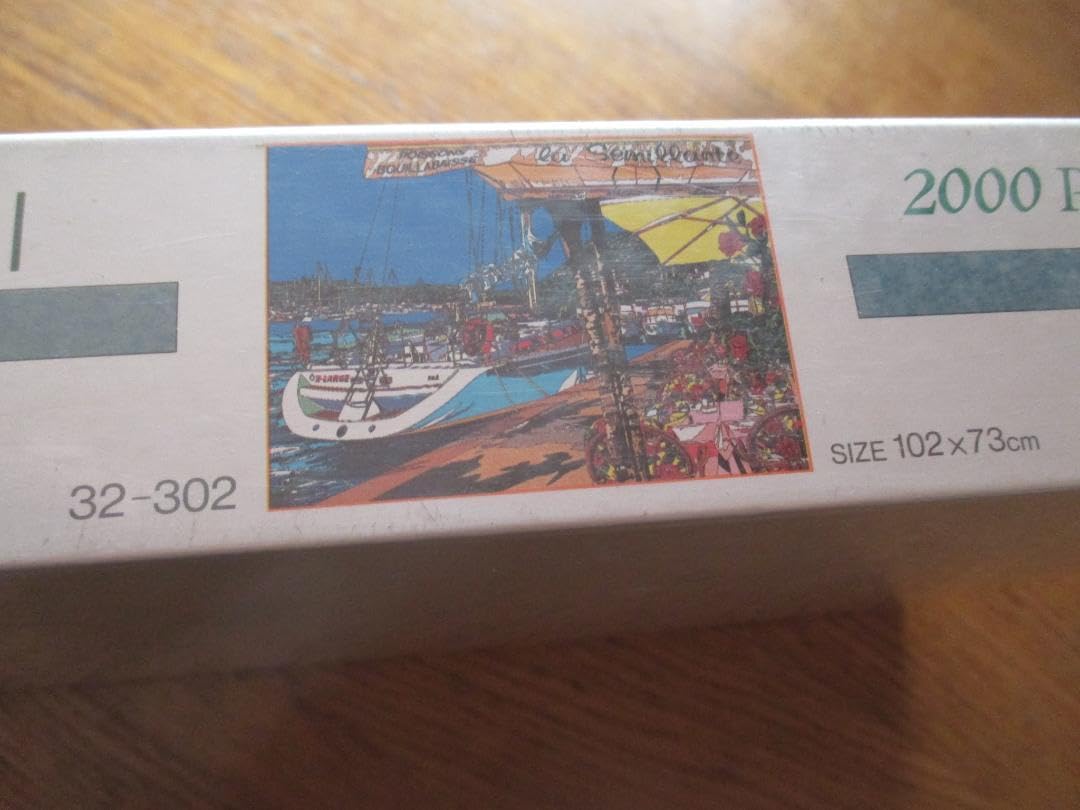 POISSONS
BOUILLABAISSE
la Semillante
2000 P
32-302
SIZE 102×73cm